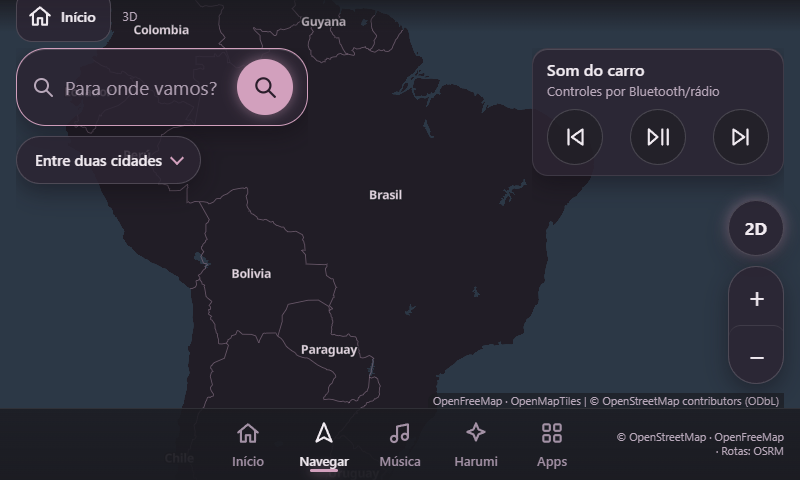 Início
3D
Colombia
Guyana
Para onde vamos?
Entre duas cidades
Som do carro
Controles por Bluetooth/rádio
Brasil
2D
Bolivia
+
Paraguay
−
OpenFreeMap · OpenMapTiles | © OpenStreetMap contributors (ODbL)
Chile
Início
Navegar
Música
Harumi
Apps
© OpenStreetMap · OpenFreeMap
· Rotas: OSRM